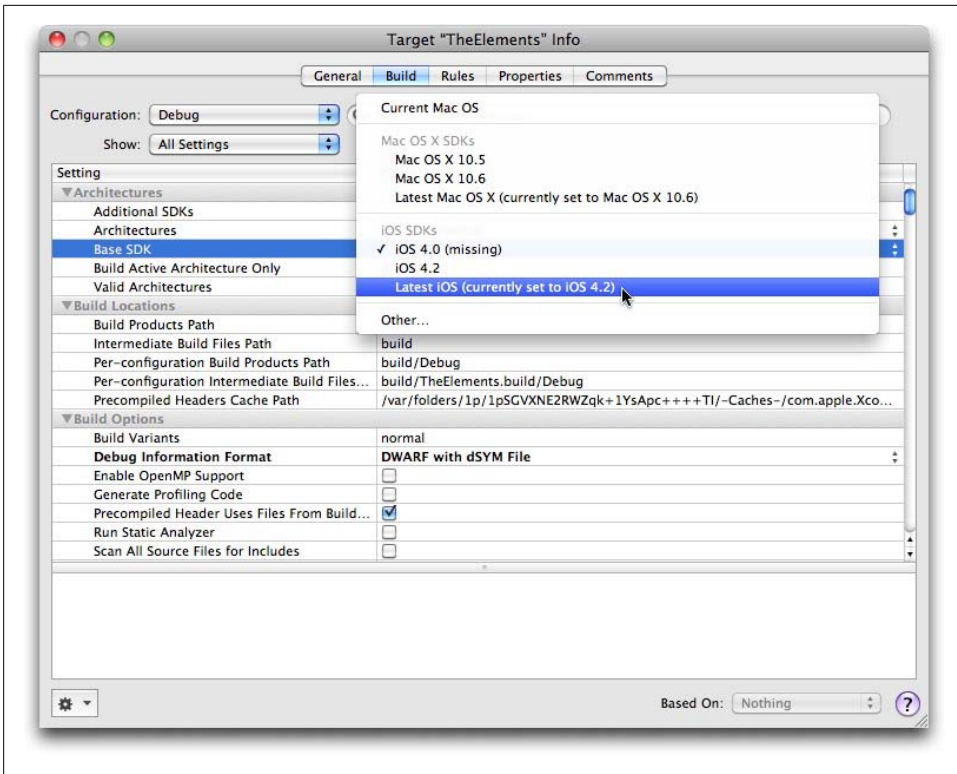 Target "TheElements" Info
General Build Rules Properties Comments
Configuration: Debug
Show: All Settings
Current Mac OS
Mac OS X SDKs
Mac OS X 10.5
Mac OS X 10.6
Latest Mac OS X (currently set to Mac OS X 10.6)
iOS SDKs
✓ iOS 4.0 (missing)
iOS 4.2
Latest iOS (currently set to iOS 4.2)
Other...
Setting
Architectures
Additional SDKs
Architectures
Base SDK
Build Active Architecture Only
Valid Architectures
Build Locations
Build Products Path
Intermediate Build Files Path build
Per-configuration Build Products Path build/Debug
Per-configuration Intermediate Build Files... build/TheElements.build/Debug
Precompiled Headers Cache Path /var/folders/1p/1pSGVXNE2RWZqk+1YsApc++++TI/-Caches-/com.apple.Xco...
Build Options
Build Variants normal
Debug Information Format DWARF with dSYM File
Enable OpenMP Support
Generate Profiling Code
Precompiled Header Uses Files From Build...
Run Static Analyzer
Scan All Source Files for Includes
Based On: Nothing ?